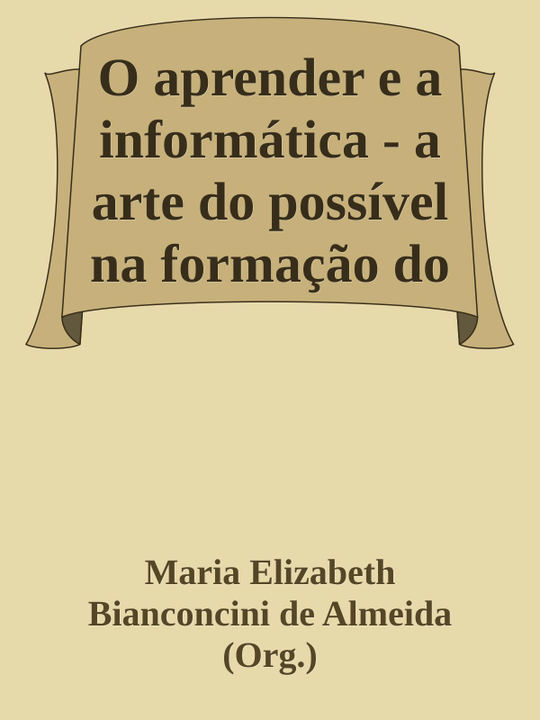 O aprender e a
informática - a
arte do possível
na formação do
Maria Elizabeth
Bianconcini de Almeida
(Org.)